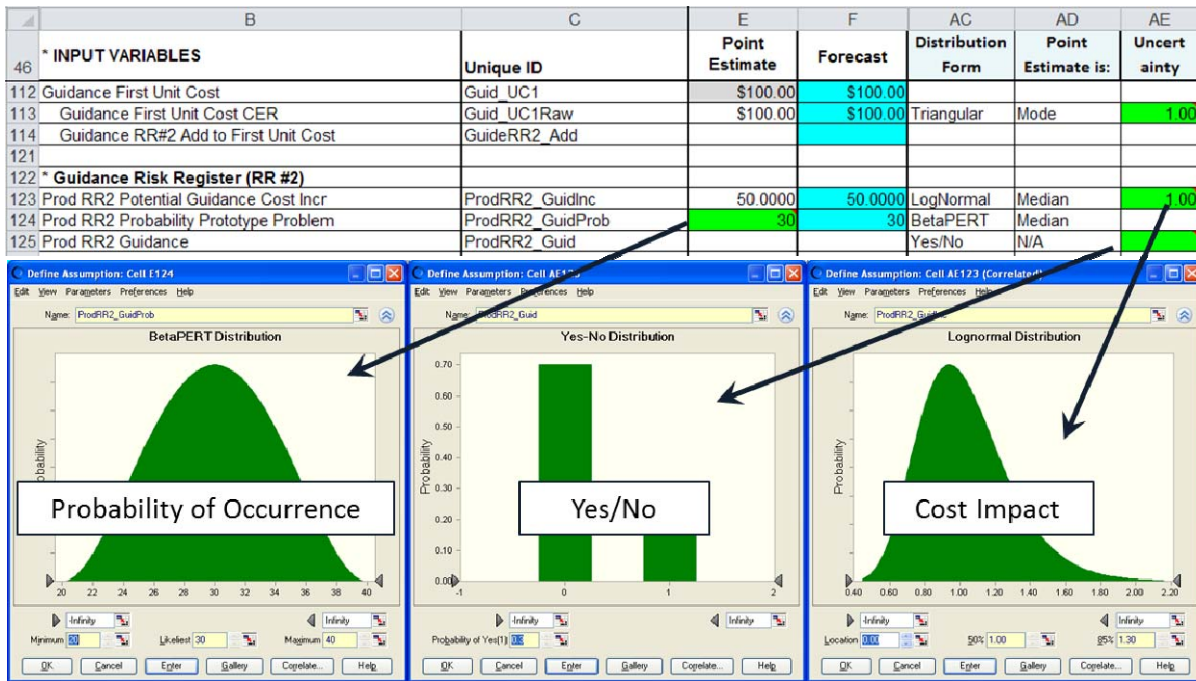 B C E F AC AD AE
46 * INPUT VARIABLES Unique ID Point Estimate Forecast Distribution Form Point Estimate is: Uncert ainty
112 Guidance First Unit Cost Guid_UC1 $100.00 $100.00
113 Guidance First Unit Cost CER Guid_UC1Raw $100.00 $100.00 Triangular Mode 1.00
114 Guidance RR#2 Add to First Unit Cost GuideRR2_Add
121
122 * Guidance Risk Register (RR #2)
123 Prod RR2 Potential Guidance Cost Incr ProdRR2_GuidInc 50.0000 50.0000 LogNormal Median 1.00
124 Prod RR2 Probability Prototype Problem ProdRR2_GuidProb 30 30 BetaPERT Median
125 Prod RR2 Guidance ProdRR2_Guid Yes/No N/A
Define Assumption: Cell E124
Edit View Parameters Preferences Help
Name: ProdRR2_GuidProb
BetaPERT Distribution
Probability of Occurrence
20 22 24 26 28 30 32 34 36 38 40
-Infinity Infinity
Minimum 20 Likeliest 30 Maximum 40
OK Cancel Enter Gallery Correlate... Help
Define Assumption: Cell
Edit View Parameters Preferences Help
Name: ProdRR2_Guid
Yes-No Distribution
0.70
0.60
0.50
0.40
0.30
0.20
0.10
0.00
Probability
Yes/No
-1 0 1 2
-Infinity Infinity
Probability of Yes(1) 0.3
OK Cancel Enter Gallery Correlate... Help
Define Assumption: Cell AE123 (Correlated)
Edit View Parameters Preferences Help
Name:
Lognormal Distribution
Probability
Cost Impact
0.40 0.60 0.80 1.00 1.20 1.40 1.60 1.80 2.00 2.20
-Infinity Infinity
Location 0.00 50% 1.00 85% 1.30
OK Cancel Enter Gallery Correlate... Help